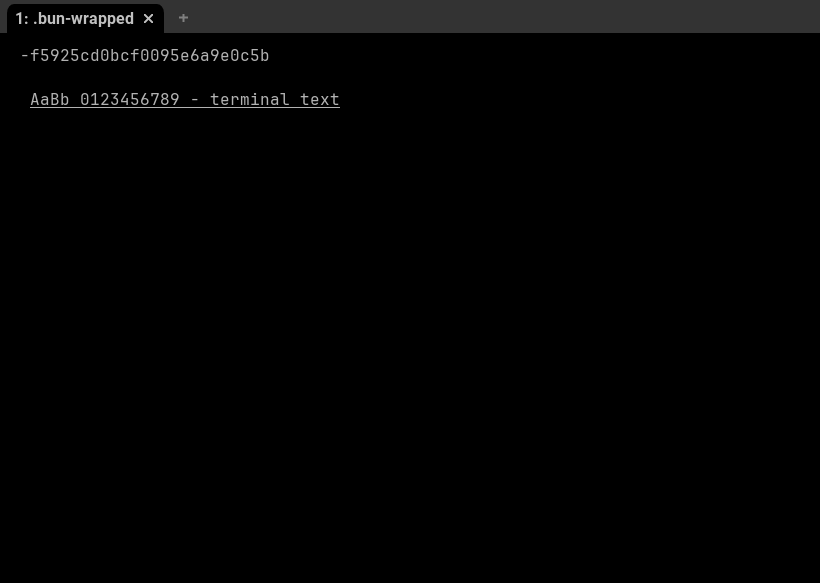 1: .bun-wrapped × +
-f5925cd0bcf0095e6a9e0c5b
AaBb 0123456789 - terminal text